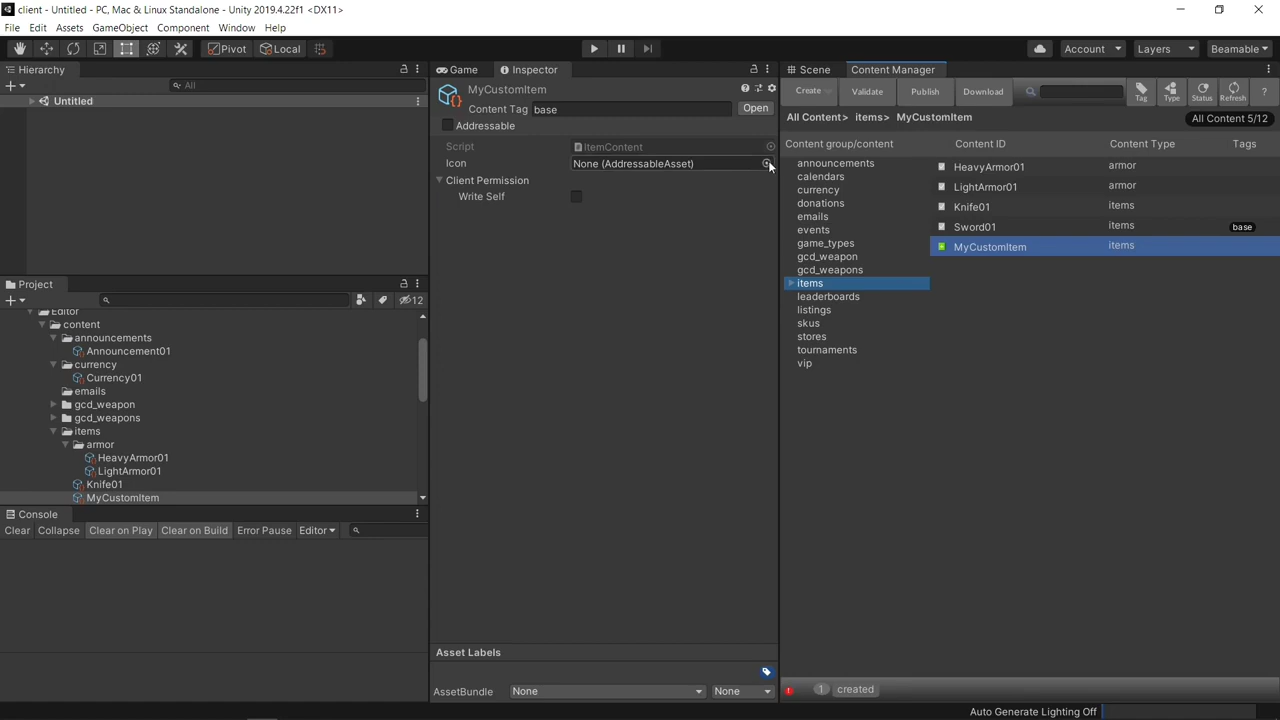 client - Untitled - PC, Mac & Linux Standalone - Unity 2019.4.22f1 <DX11>
File Edit Assets GameObject Component Window Help
Pivot Local Account Layers Beamable
Hierarchy
All
Untitled
Project
12
Editor
content
announcements
Announcement01
currency
Currency01
emails
gcd_weapon
gcd_weapons
items
armor
HeavyArmor01
LightArmor01
Knife01
MyCustomItem
Console
Clear Collapse Clear on Play Clear on Build Error Pause Editor
Game Inspector
MyCustomItem
Content Tag base Open
Addressable
Script ItemContent
Icon None (AddressableAsset)
Client Permission
Write Self
Asset Labels
AssetBundle None None
Scene Content Manager
Create Validate Publish Download Tag Type Status Refresh ?
All Content> items> MyCustomItem All Content 5/12
Content group/content Content ID Content Type Tags
announcements
calendars
currency
donations
emails
events
game_types
gcd_weapon
gcd_weapons
items
leaderboards
listings
skus
stores
tournaments
vip
HeavyArmor01 armor
LightArmor01 armor
Knife01 items
Sword01 items base
MyCustomItem items
1 created
Auto Generate Lighting Off